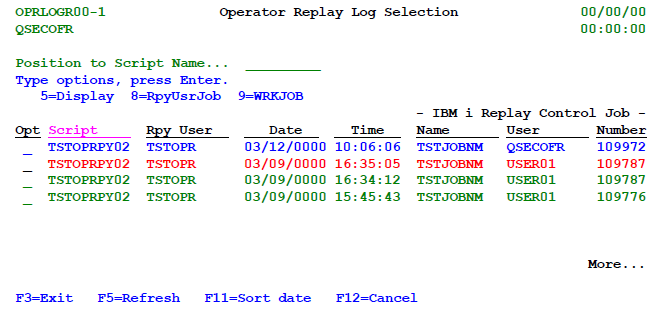 OPRLOGR00-1 Operator Replay Log Selection 00/00/00
QSECOFR 00:00:00
Position to Script Name... _________
Type options, press Enter.
5=Display 8=RpyUsrJob 9=WRKJOB
- IBM i Replay Control Job -
Opt Script Rpy User Date Time Name User Number
_ TSTOPRPY02 TSTOPR 03/12/0000 10:06:06 TSTJOBNM QSECOFR 109972
_ TSTOPRPY02 TSTOPR 03/09/0000 16:35:05 TSTJOBNM USER01 109787
_ TSTOPRPY02 TSTOPR 03/09/0000 16:34:12 TSTJOBNM USER01 109787
_ TSTOPRPY02 TSTOPR 03/09/0000 15:45:43 TSTJOBNM USER01 109776
More...
F3=Exit F5=Refresh F11=Sort date F12=Cancel